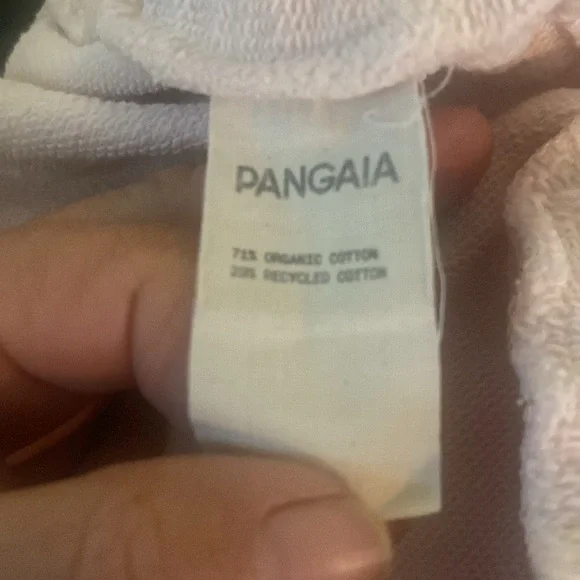 PANGAIA
71% ORGANIC COTTON
29% RECYCLED COTTON